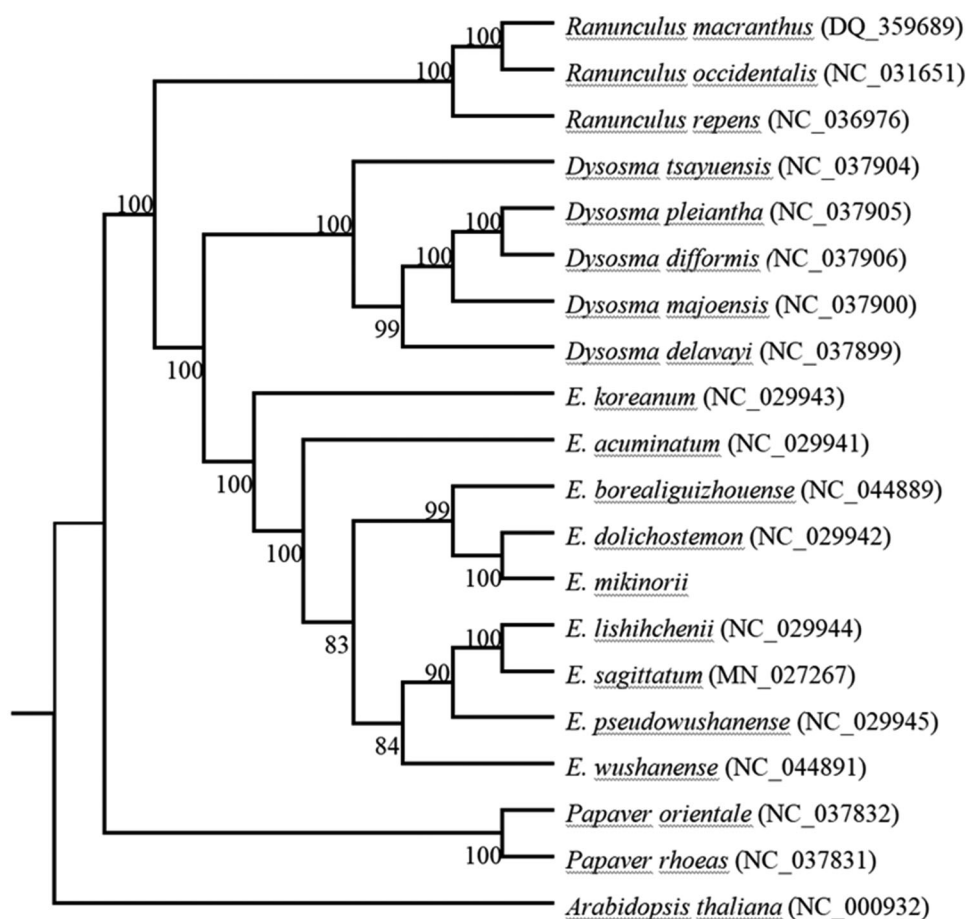 Ranunculus macranthus (DQ_359689)
100
Ranunculus occidentalis (NC_031651)
100
Ranunculus repens (NC_036976)
Dysosma tsayuensis (NC_037904)
100
Dysosma pleiantha (NC_037905)
100
100
Dysosma difformis (NC_037906)
100
Dysosma majoensis (NC_037900)
99
Dysosma delavayi (NC_037899)
100
E. koreanum (NC_029943)
E. acuminatum (NC_029941)
100
E. borealiguizhouense (NC_044889)
99
E. dolichostemon (NC_029942)
100
E. mikinorii
100
E. lishihchenii (NC_029944)
100
83
E. sagittatum (MN_027267)
90
E. pseudowushanense (NC_029945)
84
E. wushanense (NC_044891)
Papaver orientale (NC_037832)
100
Papaver rhoeas (NC_037831)
Arabidopsis thaliana (NC_000932)